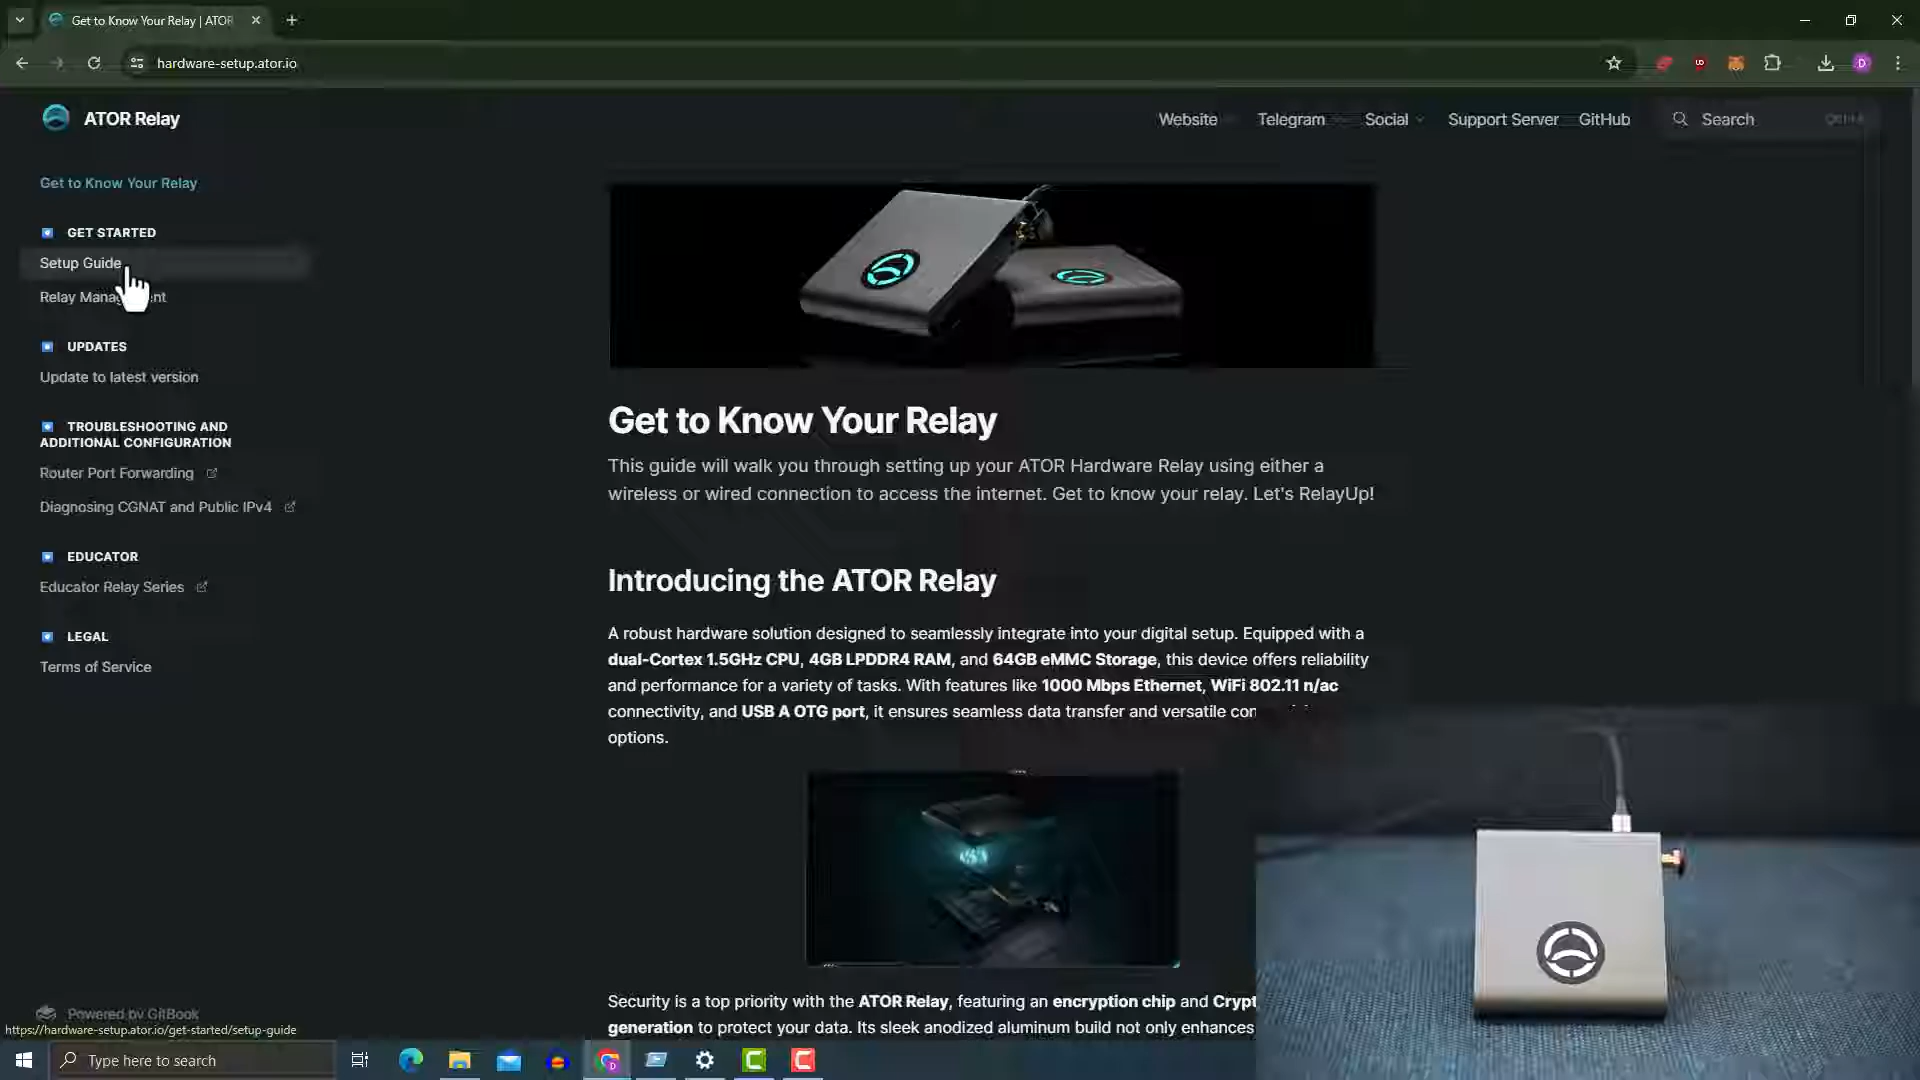 Get to Know Your Relay | ATOR
hardware-setup.ator.io
D
ATOR Relay
Website
Telegram
Social
Support Server
GitHub
Search
Get to Know Your Relay
GET STARTED
Setup Guide
Relay Mana
nt
UPDATES
Update to latest version
TROUBLESHOOTING AND
ADDITIONAL CONFIGURATION
Router Port Forwarding
Diagnosing CGNAT and Public IPv4
EDUCATOR
Educator Relay Series
LEGAL
Terms of Service
Get to Know Your Relay
This guide will walk you through setting up your ATOR Hardware Relay using either a
wireless or wired connection to access the internet. Get to know your relay. Let's RelayUp!
Introducing the ATOR Relay
A robust hardware solution designed to seamlessly integrate into your digital setup. Equipped with a
dual-Cortex 1.5GHz CPU, 4GB LPDDR4 RAM, and 64GB eMMC Storage, this device offers reliability
and performance for a variety of tasks. With features like 1000 Mbps Ethernet, WiFi 802.11 n/ac
connectivity, and USB A OTG port, it ensures seamless data transfer and versatile con
options.
Security is a top priority with the ATOR Relay, featuring an encryption chip and Crypt
generation to protect your data. Its sleek anodized aluminum build not only enhances
Powered by GitBook
https://hardware-setup.ator.io/get-started/setup-guide
Type here to search